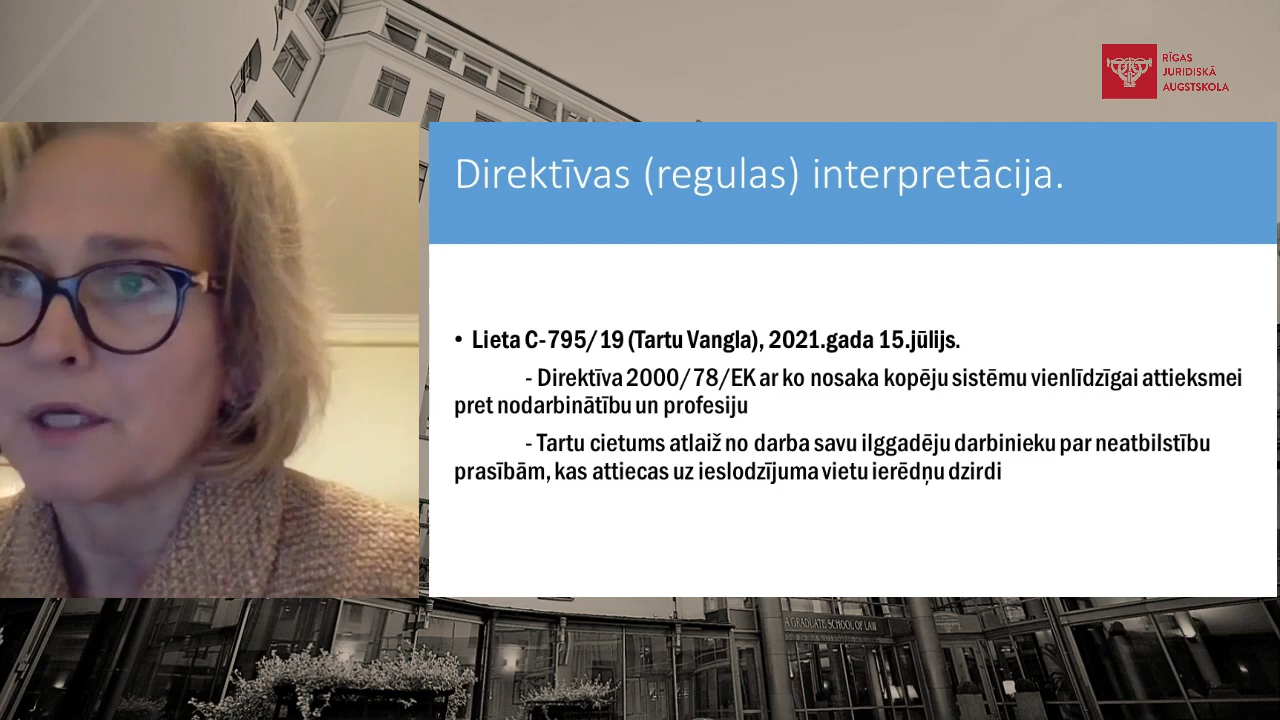 RĪGAS
JURIDISKĀ
AUGSTSKOLA
Direktīvas (regulas) interpretācija.
• Lieta C-795/19 (Tartu Vangla), 2021.gada 15.jūlijs.
- Direktīva 2000/78/EK ar ko nosaka kopēju sistēmu vienlīdzīgai attieksmei
pret nodarbinātību un profesiju
- Tartu cietums atlaiž no darba savu ilggadēju darbinieku par neatbilstību
prasībām, kas attiecas uz ieslodzījuma vietu ierēdņu dzirdi
A GRADUATE SCHOOL OF LAW